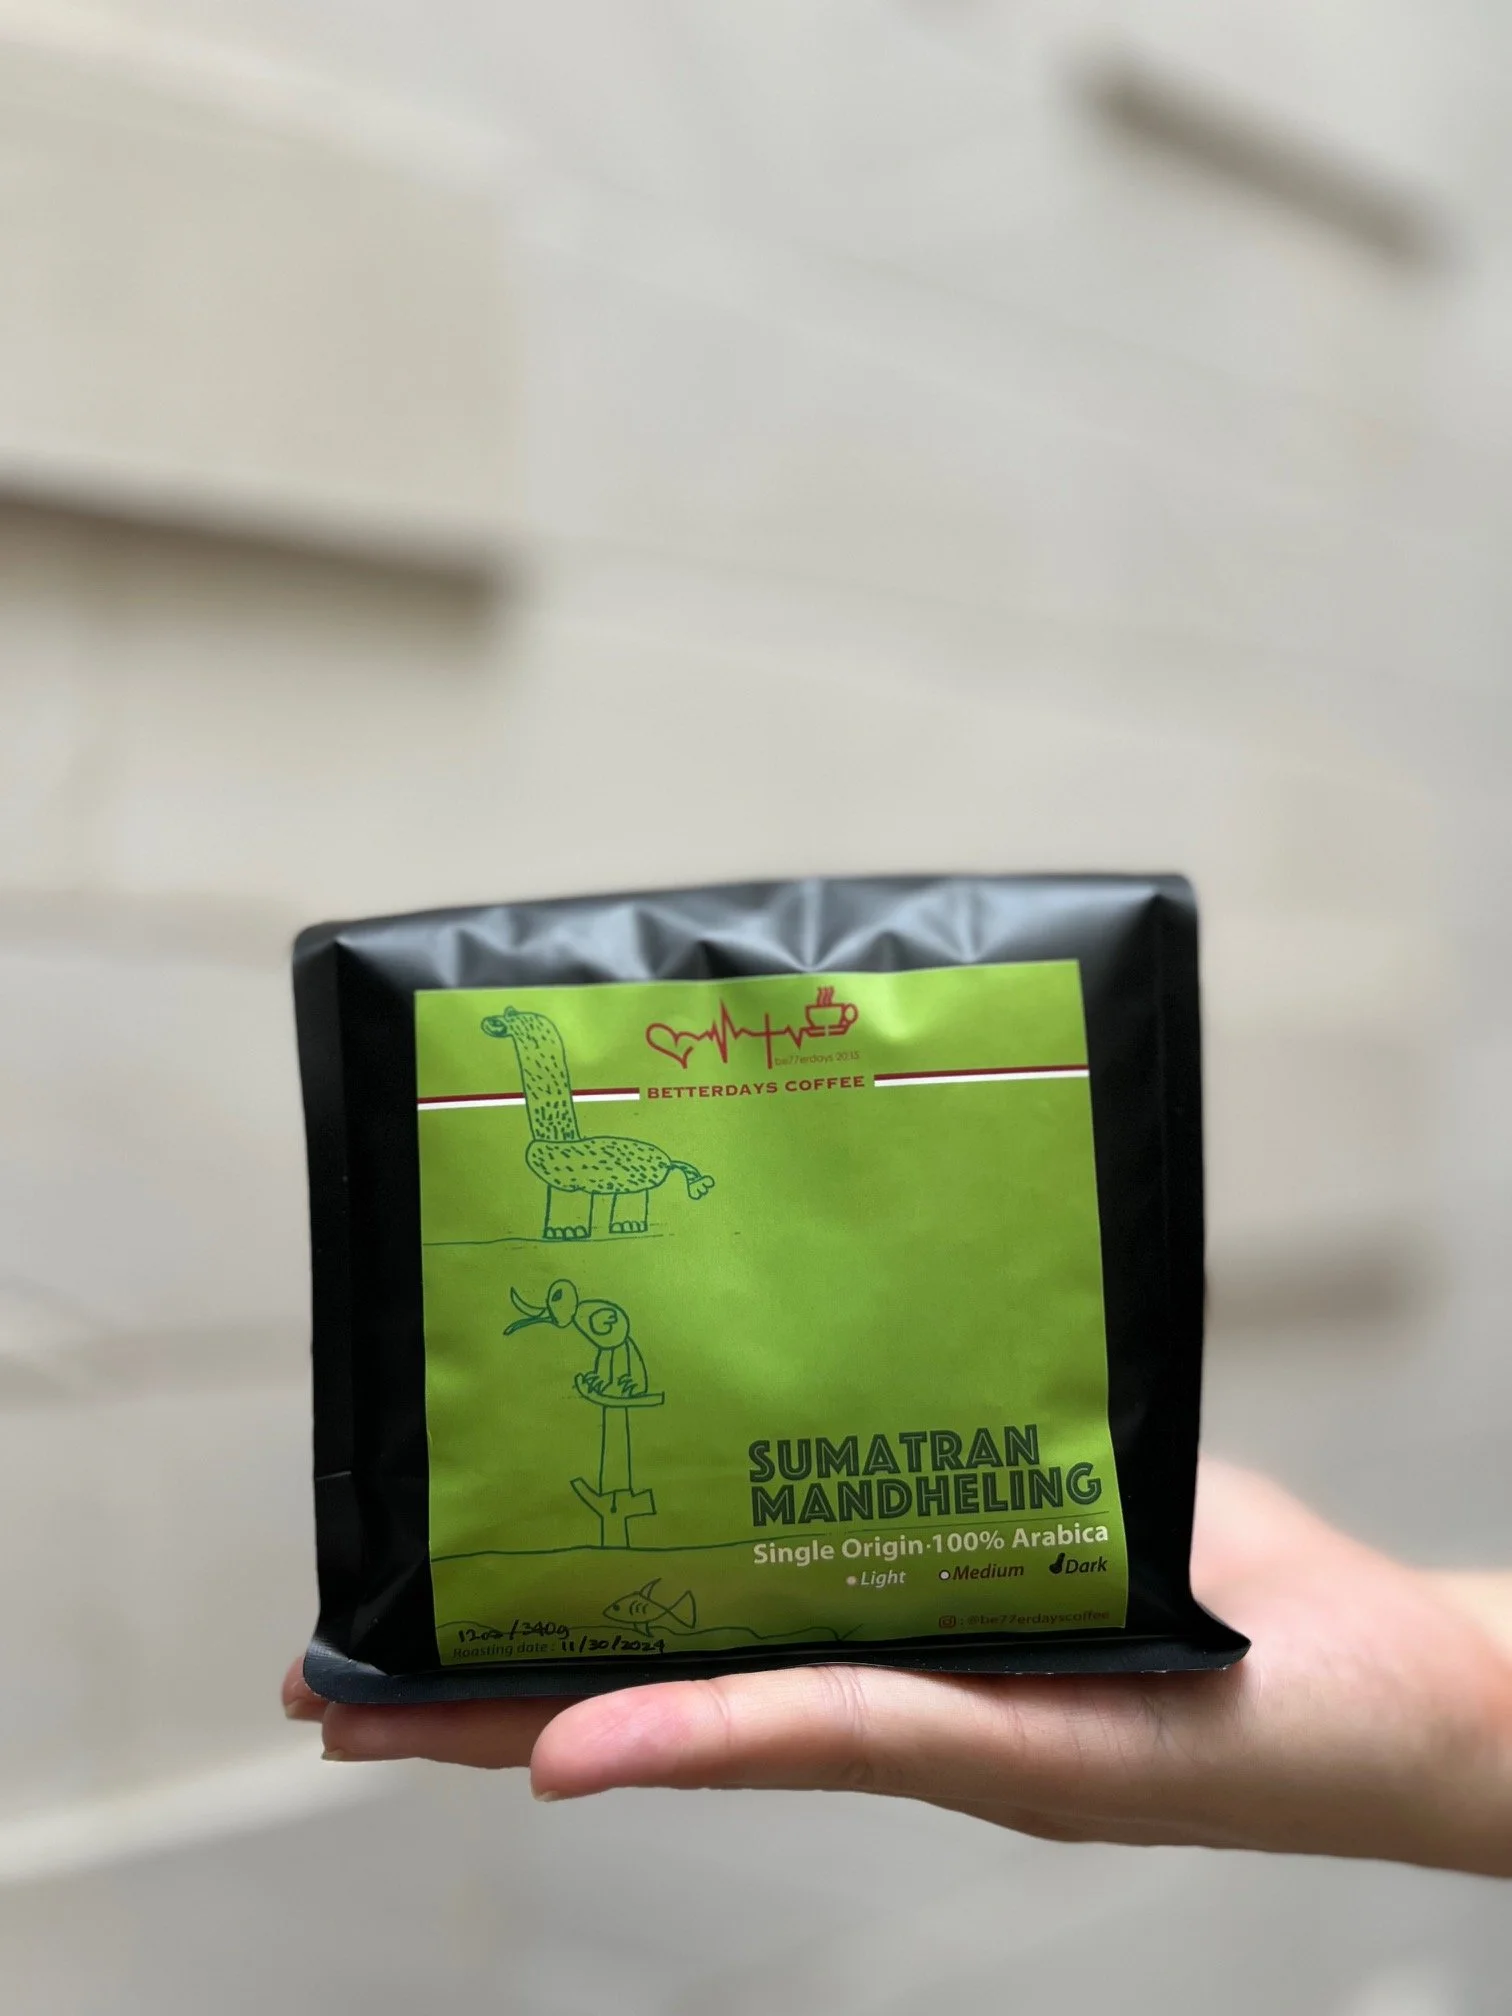 be77erdays 2033
BETTERDAYS COFFEE
SUMATRAN
MANDHELING
Single Origin·100% Arabica
Light Medium Dark
: @be77erdayscoffee
12oz/340g
Roasting date : 11/30/2024